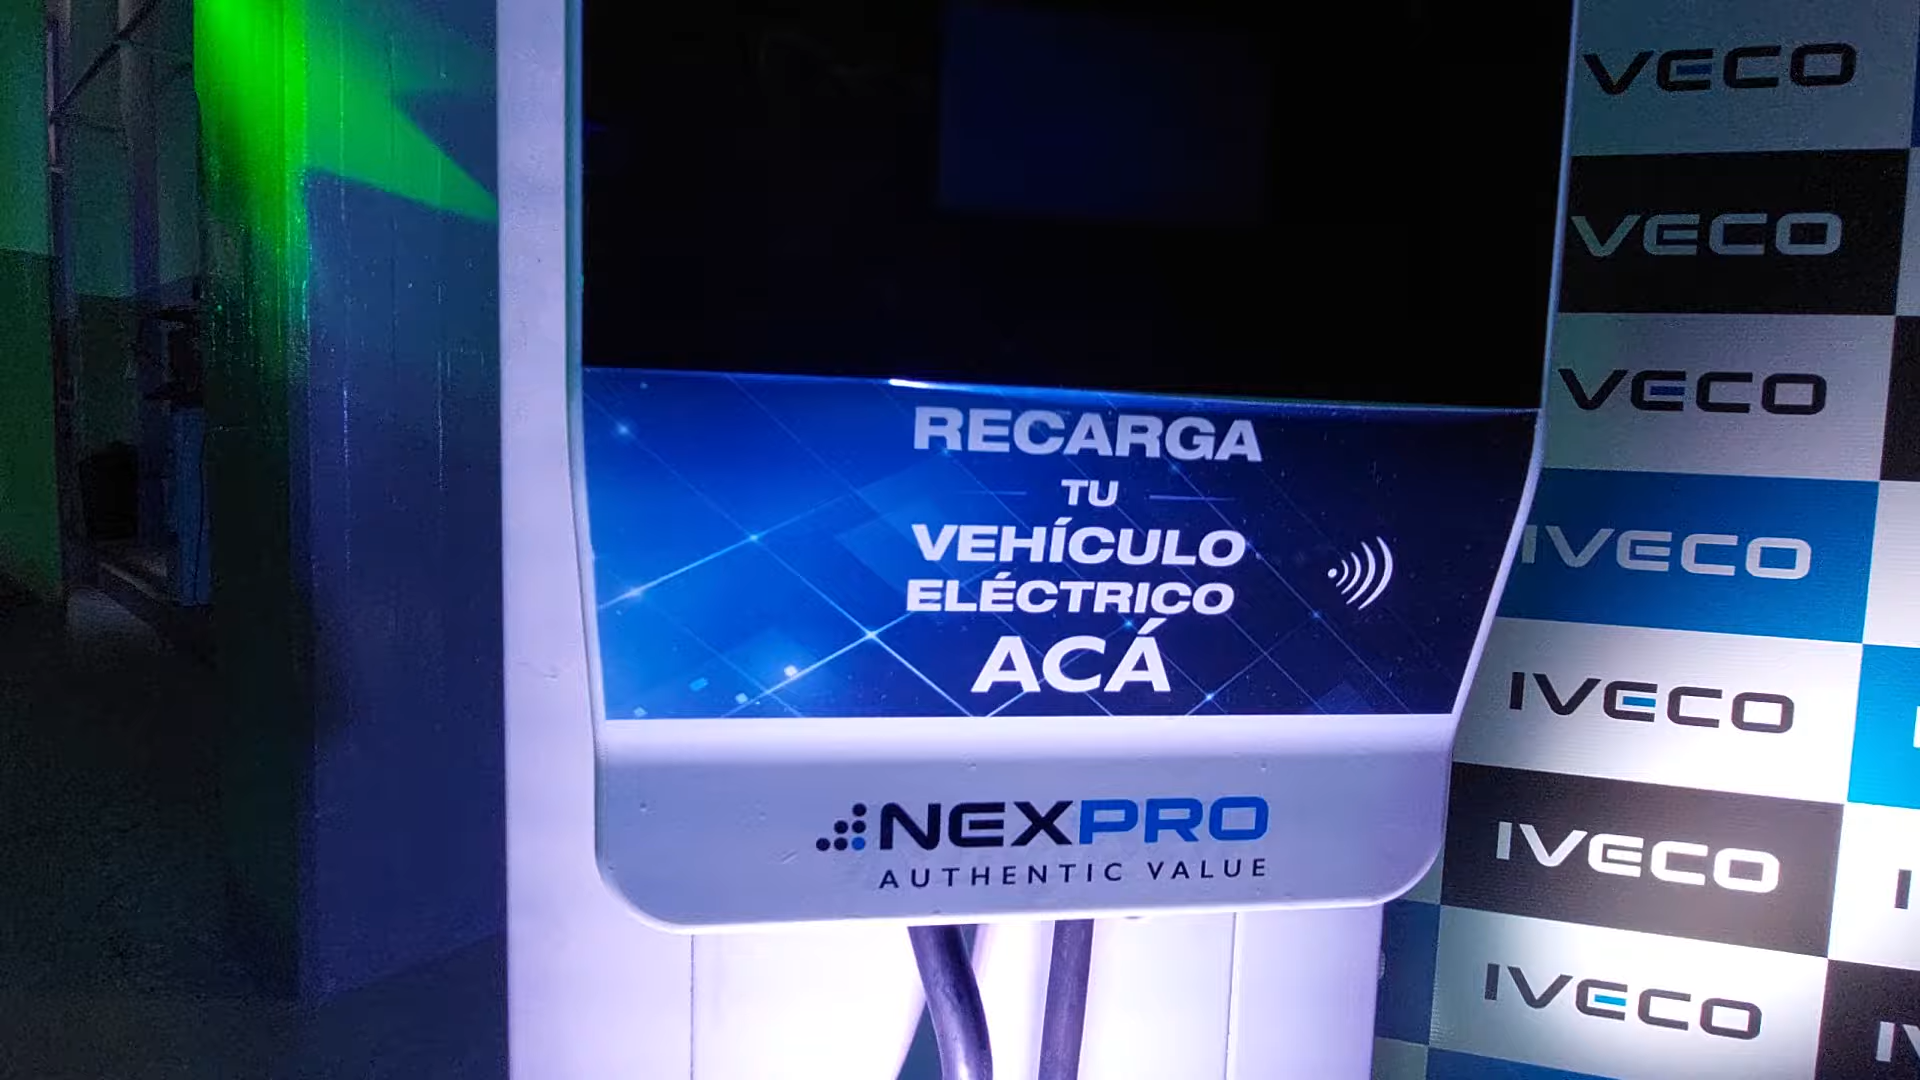 RECARGA
TU
VEHÍCULO
ELÉCTRICO
ACÁ
NEXPRO
AUTHENTIC VALUE
VECO
VECO
VECO
IVECO
IVECO
IVECO
IVECO